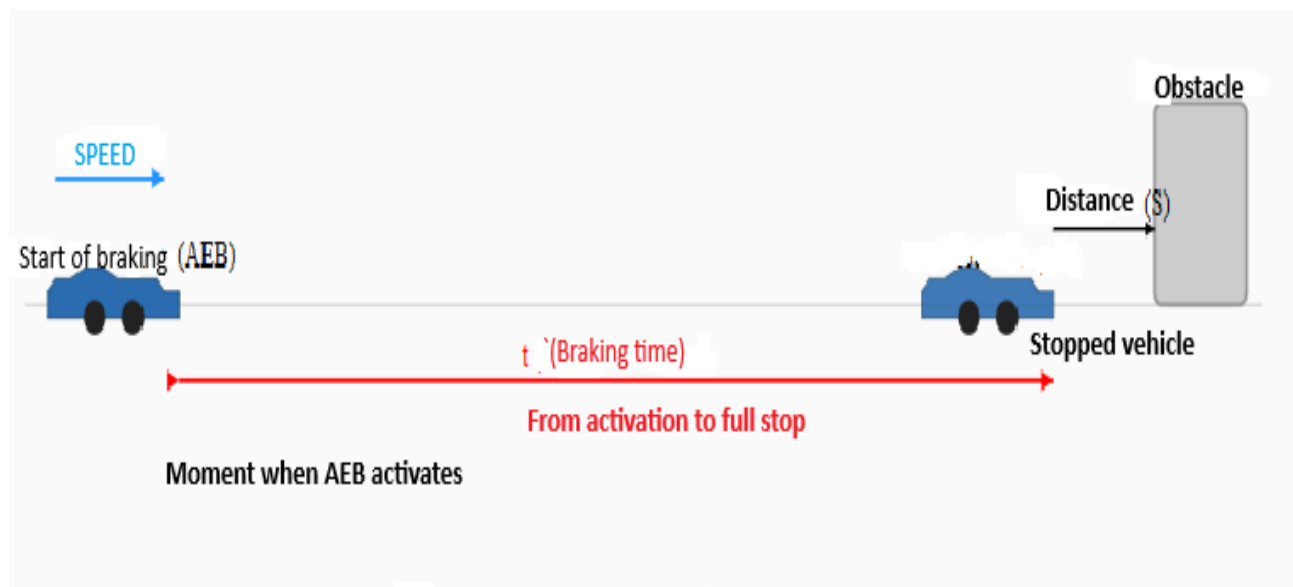 Obstacle
SPEED
Distance (S)
Start of braking (AEB)
Stopped vehicle
t (Braking time)
From activation to full stop
Moment when AEB activates